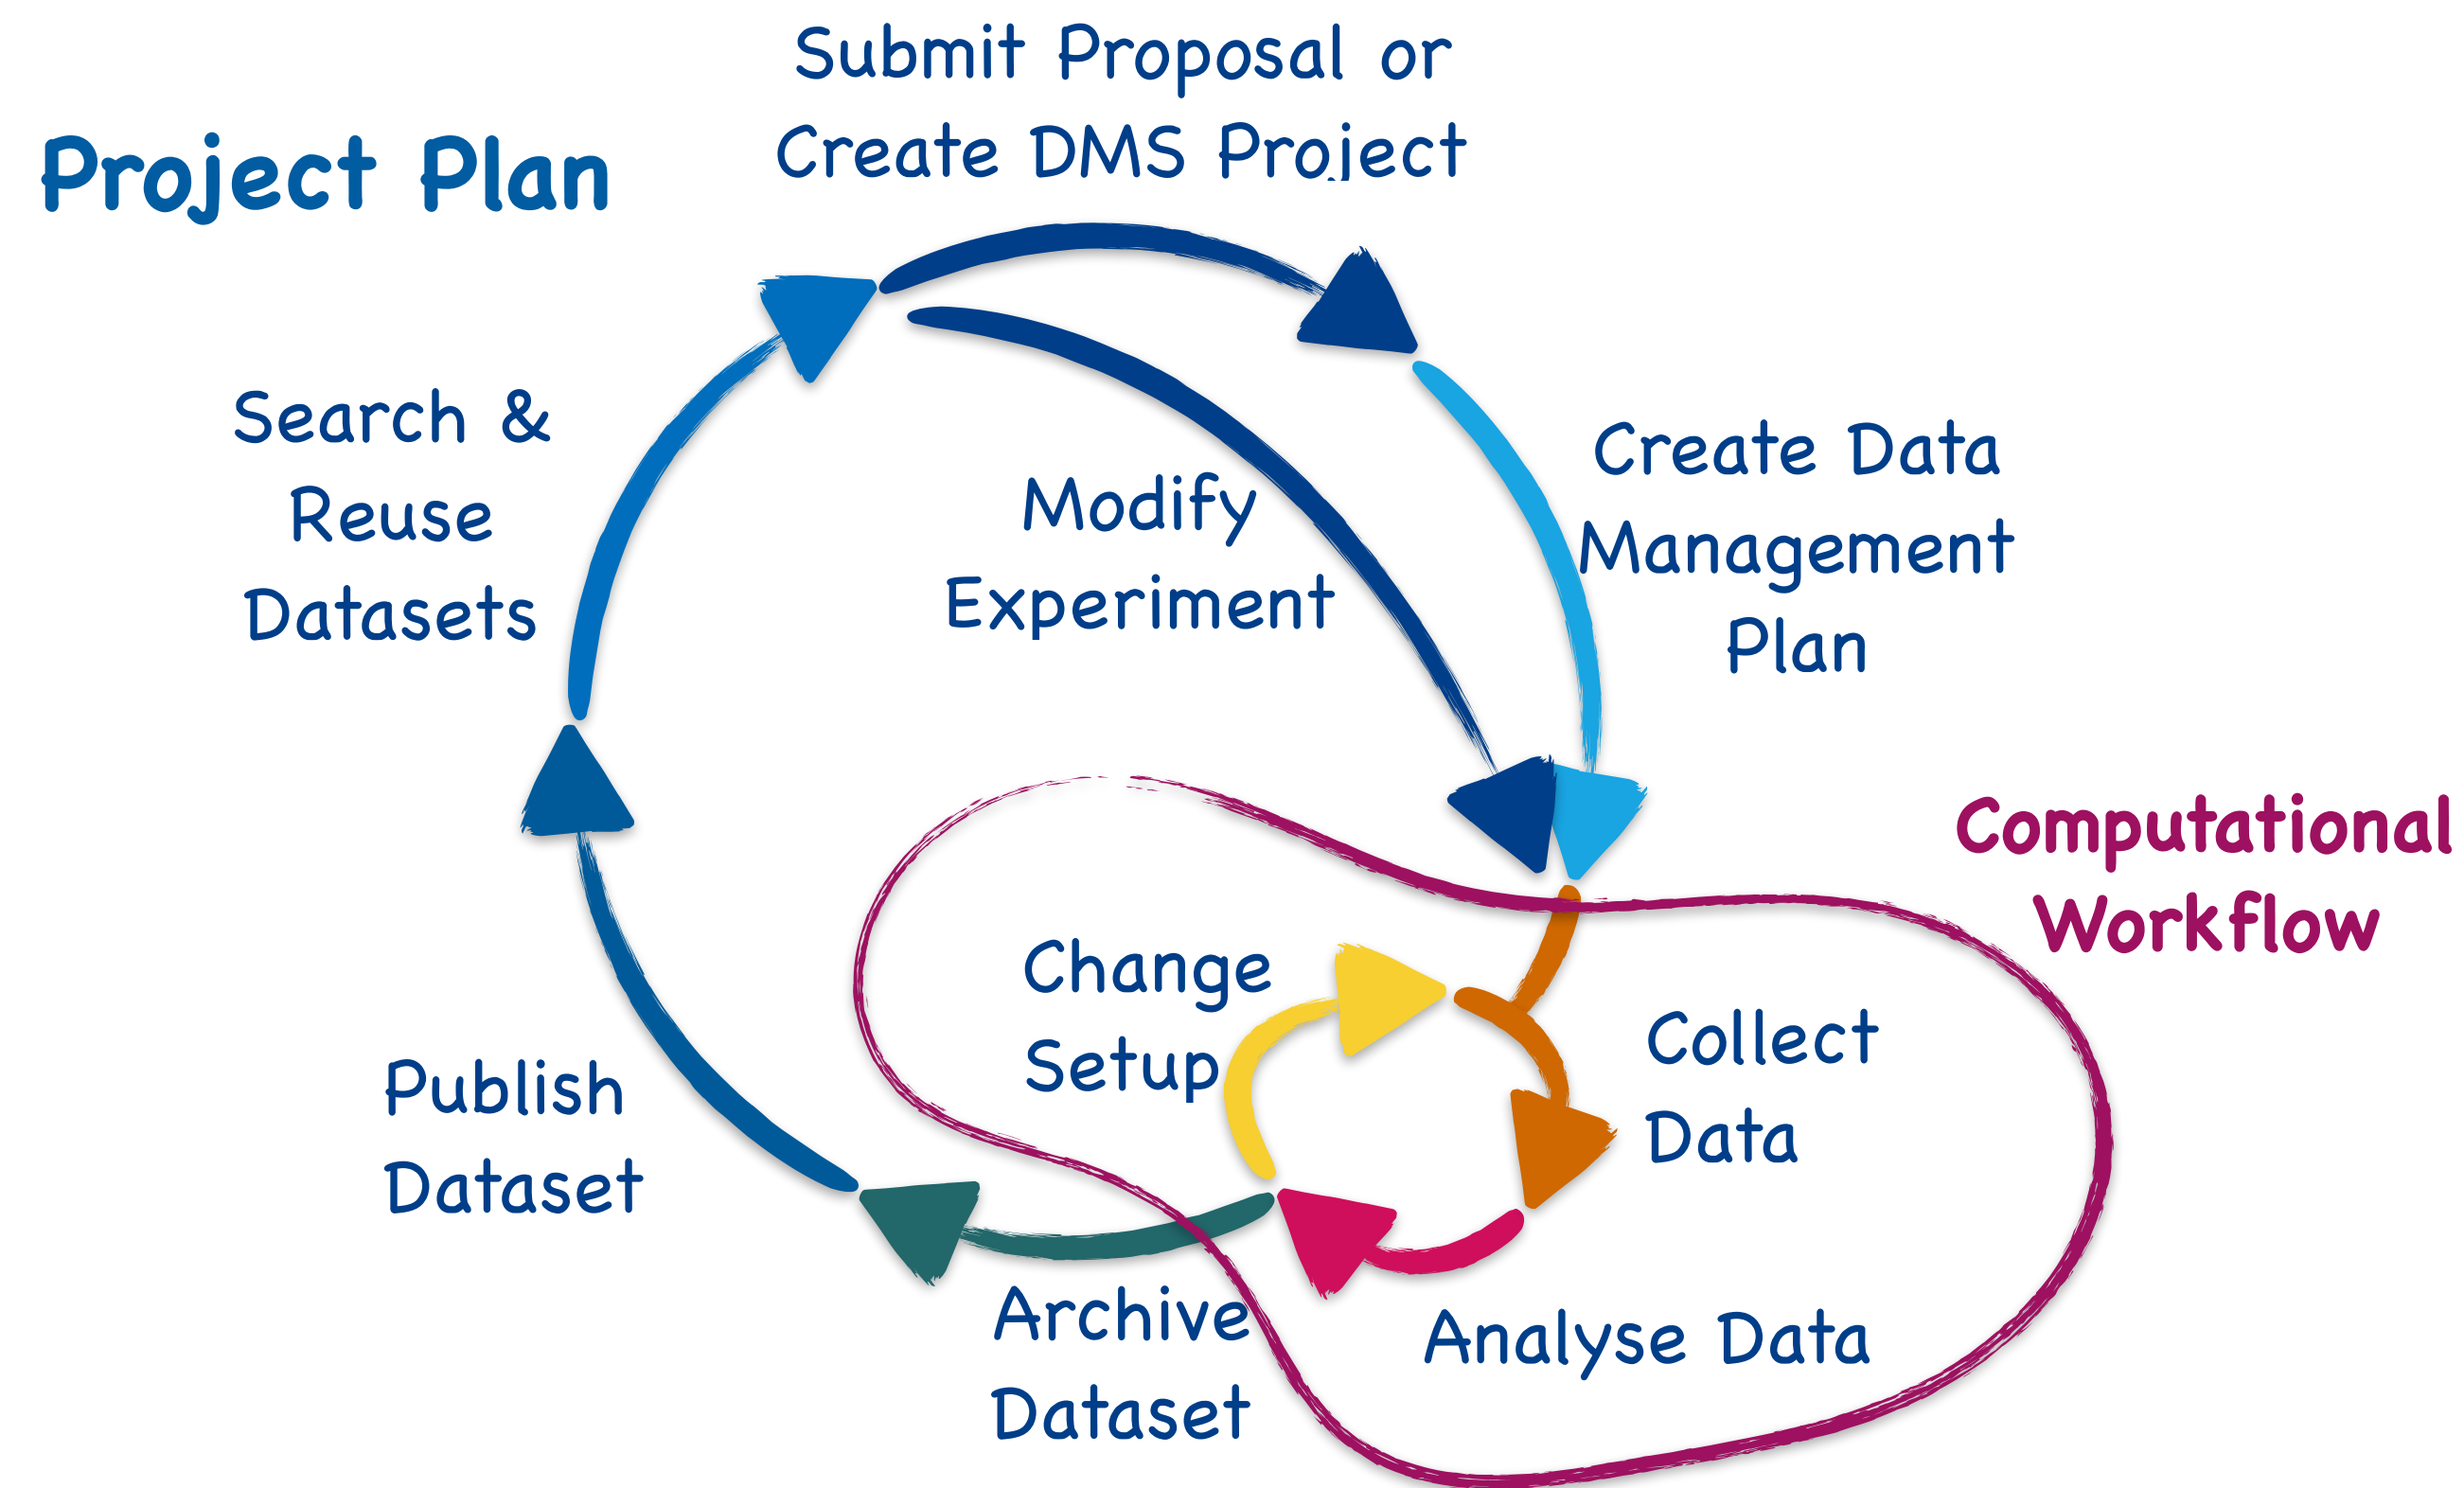 Submit Proposal or
Create DMS Project
Project Plan
Search &
Reuse
Datasets
Modify
Experiment
Create Data
Management
Plan
Computational
Workflow
Change
Setup
Collect
Data
Publish
Dataset
Archive
Dataset
Analyse Data